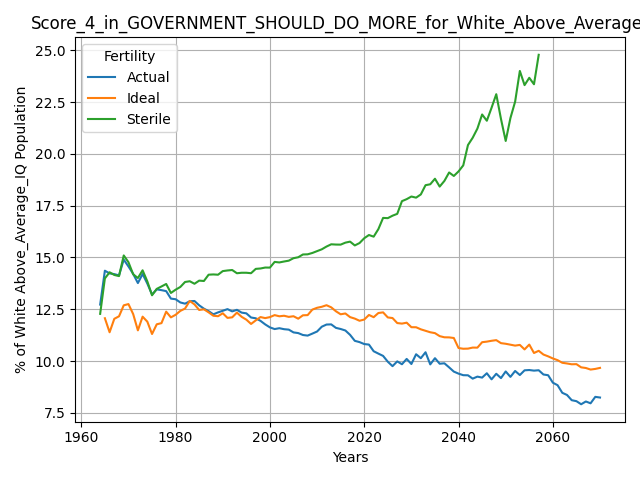 Score_4_in_GOVERNMENT_SHOULD_DO_MORE_for_White_Above_Average
Fertility
Actual
Ideal
Sterile
% of White Above_Average_IQ Population
25.0
22.5
20.0
17.5
15.0
12.5
10.0
7.5
1960
1980
2000
2020
2040
2060
Years